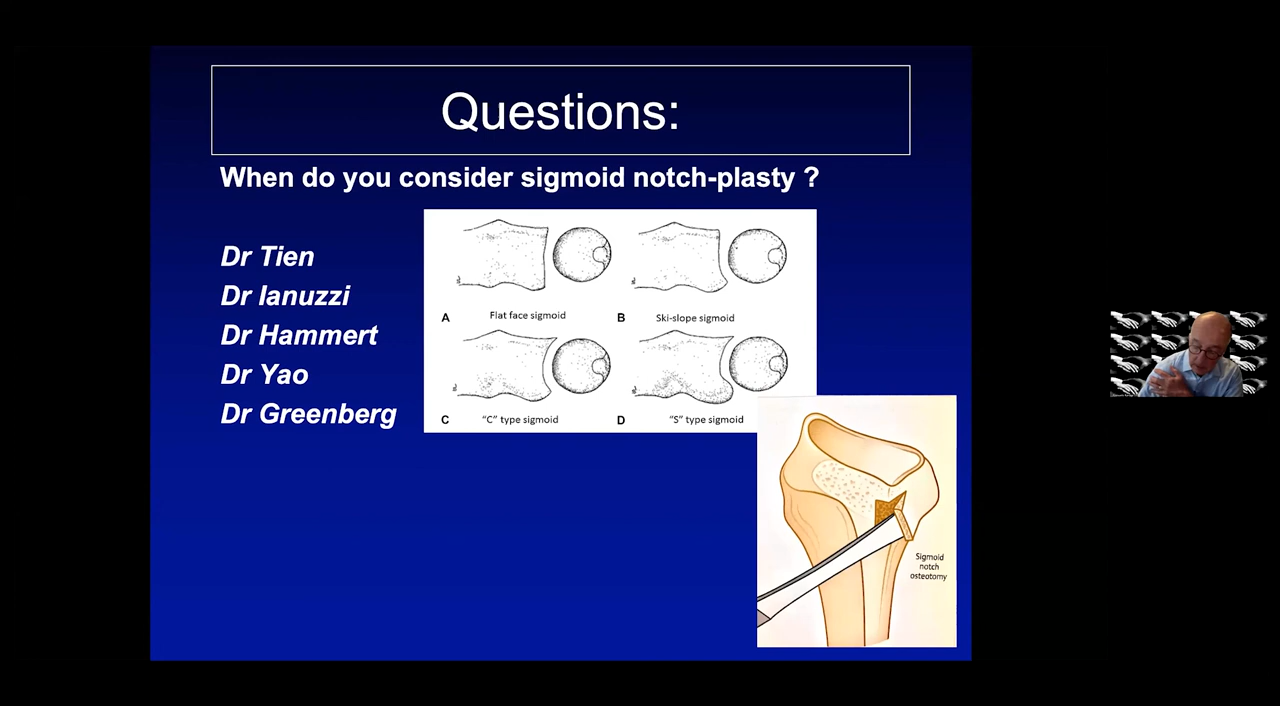 Questions:
When do you consider sigmoid notch-plasty ?
Dr Tien
Dr Ianuzzi
Dr Hammert
Dr Yao
Dr Greenberg
A Flat face sigmoid
B Ski-slope sigmoid
C “C” type sigmoid
D “S” type sigmoid
Sigmoid
notch
osteotomy